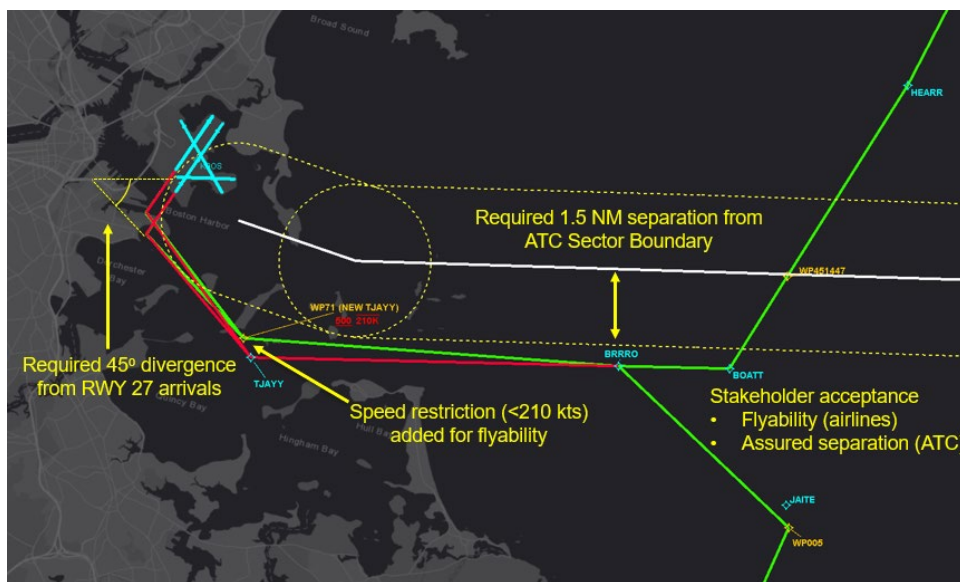 Broad Sound
HEARR
KBOS
Boston Harbor
Required 1.5 NM separation from
ATC Sector Boundary
WP451447
Dorchester
Bay
WP71 (NEW TJAYY)
600 210K
Required 45º divergence
from RWY 27 arrivals
BRRRO
BOATT
TJAYY
Speed restriction (<210 kts)
added for flyability
Stakeholder acceptance
• Flyability (airlines)
• Assured separation (ATC)
Quincy Bay
Hull Bay
Hingham Bay
JAITE
WP005